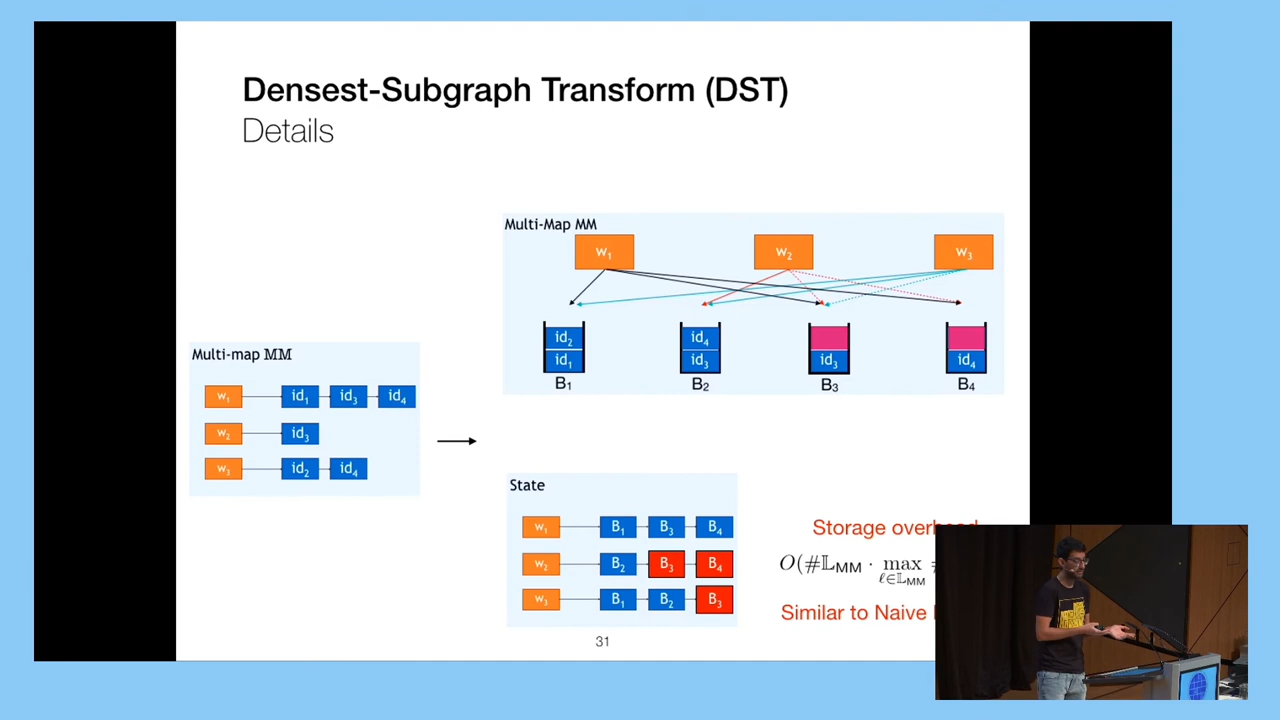 Densest-Subgraph Transform (DST)
Details
Multi-Map MM
w₁ w₂ w₃
id₂ id₄
id₁ id₃ id₃ id₄
B₁ B₂ B₃ B₄
Multi-map MM
w₁ id₁ id₃ id₄
w₂ id₃
w₃ id₂ id₄
State
w₁ B₁ B₃ B₄
w₂ B₂ B₃ B₄
w₃ B₁ B₂ B₃
Storage overhead
O(#𝕃MM · max
ℓ∈𝕃MM
Similar to Naive
31